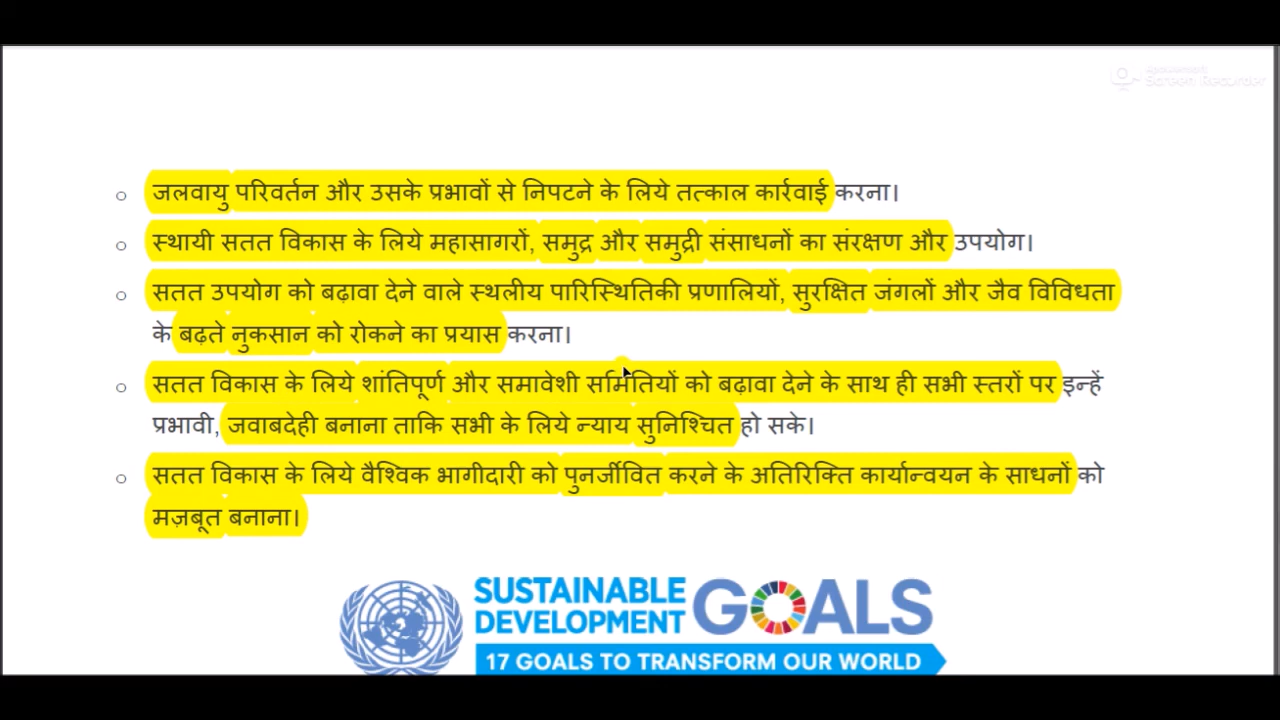 Apowersoft
Screen Recorder
○ जलवायु परिवर्तन और उसके प्रभावों से निपटने के लिये तत्काल कार्रवाई करना।
○ स्थायी सतत विकास के लिये महासागरों, समुद्र और समुद्री संसाधनों का संरक्षण और उपयोग।
○ सतत उपयोग को बढ़ावा देने वाले स्थलीय पारिस्थितिकी प्रणालियों, सुरक्षित जंगलों और जैव विविधता
के बढ़ते नुकसान को रोकने का प्रयास करना।
○ सतत विकास के लिये शांतिपूर्ण और समावेशी समितियों को बढ़ावा देने के साथ ही सभी स्तरों पर इन्हें
प्रभावी, जवाबदेही बनाना ताकि सभी के लिये न्याय सुनिश्चित हो सके।
○ सतत विकास के लिये वैश्विक भागीदारी को पुनर्जीवित करने के अतिरिक्ति कार्यान्वयन के साधनों को
मज़बूत बनाना।
SUSTAINABLE
DEVELOPMENT GOALS
17 GOALS TO TRANSFORM OUR WORLD